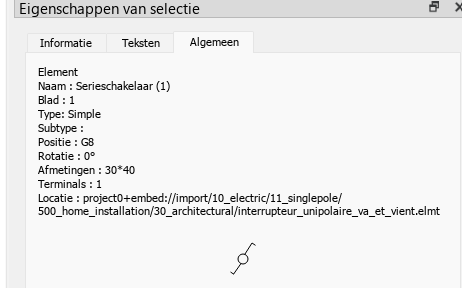 Eigenschappen van selectie
Informatie Teksten Algemeen
Element
Naam : Serieschakelaar (1)
Blad : 1
Type: Simple
Subtype :
Positie : G8
Rotatie : 0°
Afmetingen : 30*40
Terminals : 1
Locatie : project0+embed://import/10_electric/11_singlepole/
500_home_installation/30_architectural/interrupteur_unipolaire_va_et_vient.elmt